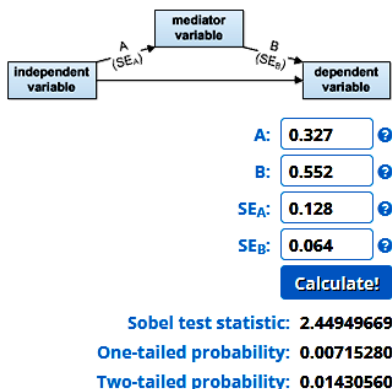 mediator
variable
A
(SEA)
B
(SEB)
independent
variable
dependent
variable
A: 0.327 ?
B: 0.552 ?
SEA: 0.128 ?
SEB: 0.064 ?
Calculate!
Sobel test statistic: 2.44949669
One-tailed probability: 0.00715280
Two-tailed probability: 0.01430560